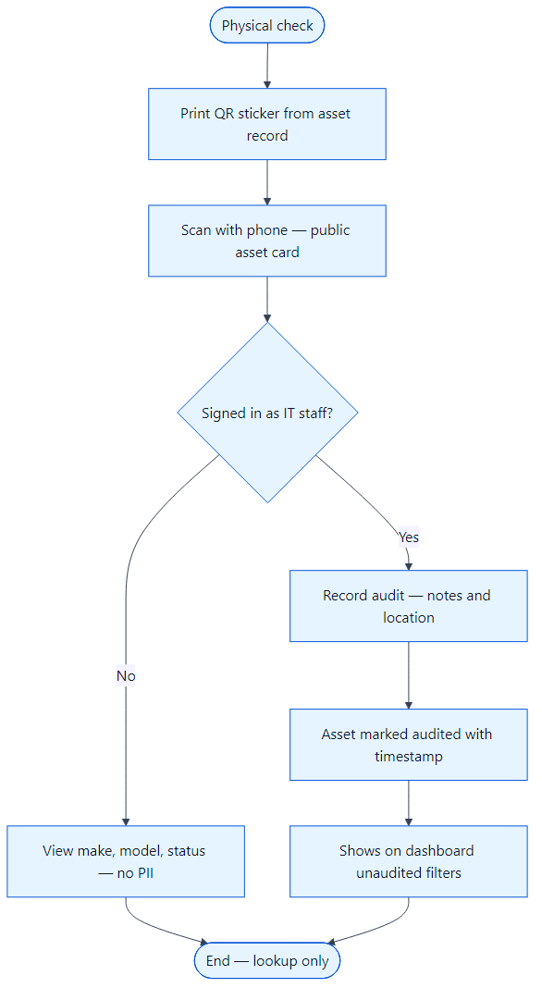 Physical check
Print QR sticker from asset
record
Scan with phone — public
asset card
Signed in as IT staff?
Yes
Record audit — notes and
location
No
Asset marked audited with
timestamp
View make, model, status
— no PII
Shows on dashboard
unaudited filters
End — lookup only